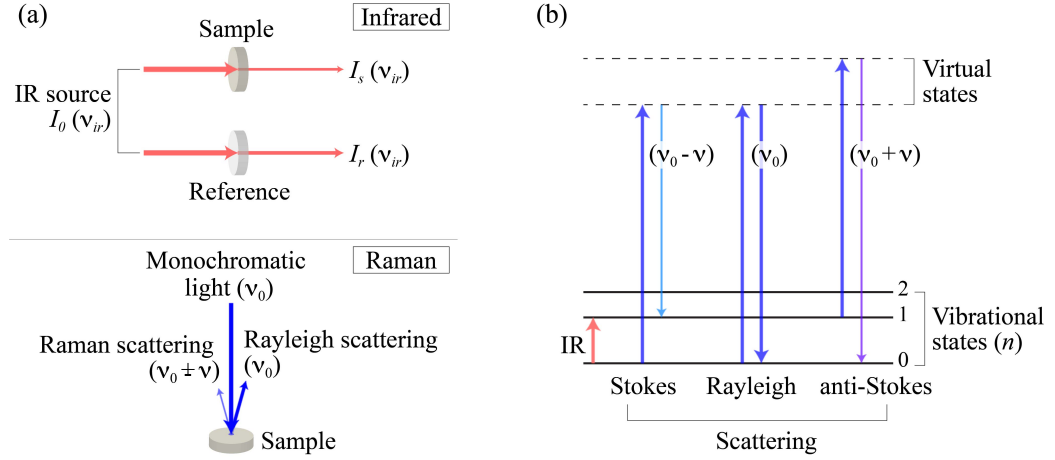 (a)
Infrared
Sample
IR source
I0 (νir)
Is (νir)
Ir (νir)
Reference
Raman
Monochromatic
light (ν0)
Raman scattering
(ν0 ± ν)
Rayleigh scattering
(ν0)
Sample
(b)
Virtual
states
(ν0 - ν)
(ν0)
(ν0 + ν)
2
1
0
Vibrational
states (n)
IR
Stokes
Rayleigh
anti-Stokes
Scattering